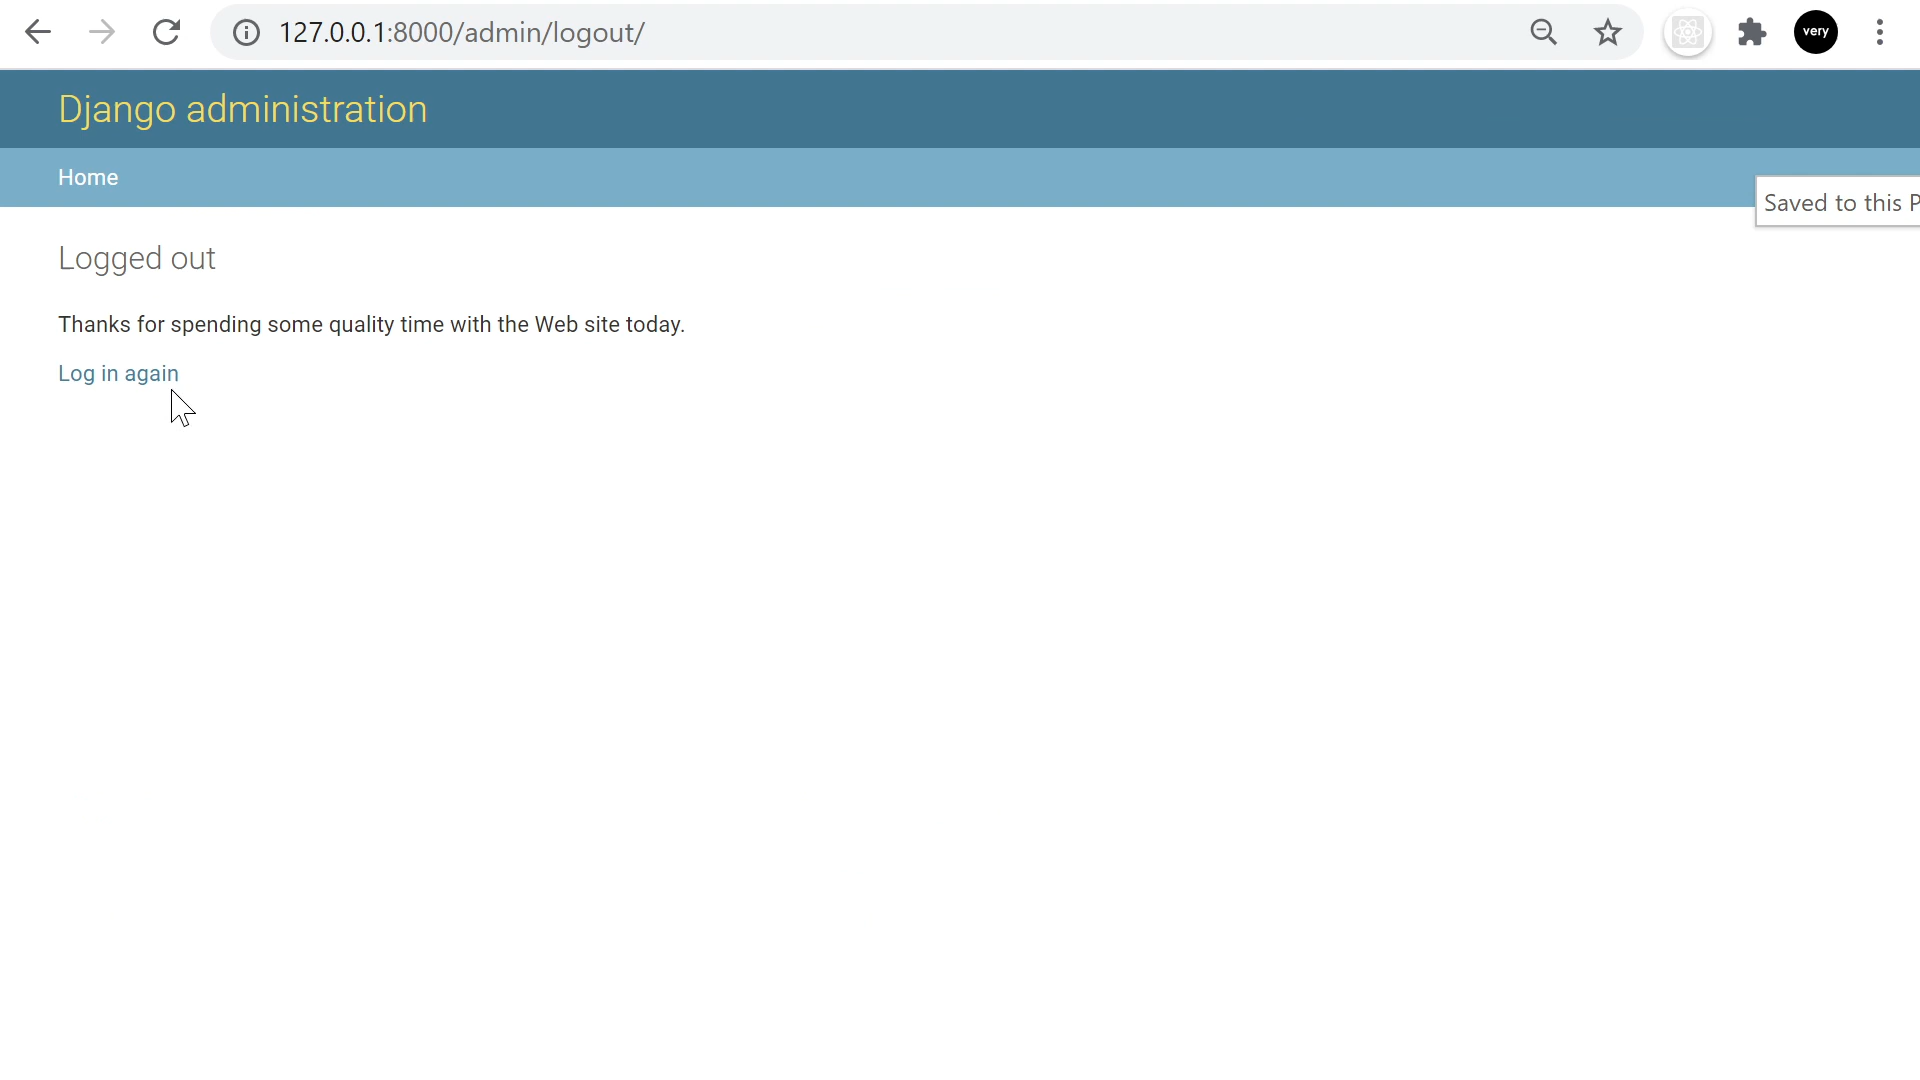 127.0.0.1:8000/admin/logout/
very
Django administration
Home
Saved to this P
Logged out
Thanks for spending some quality time with the Web site today.
Log in again